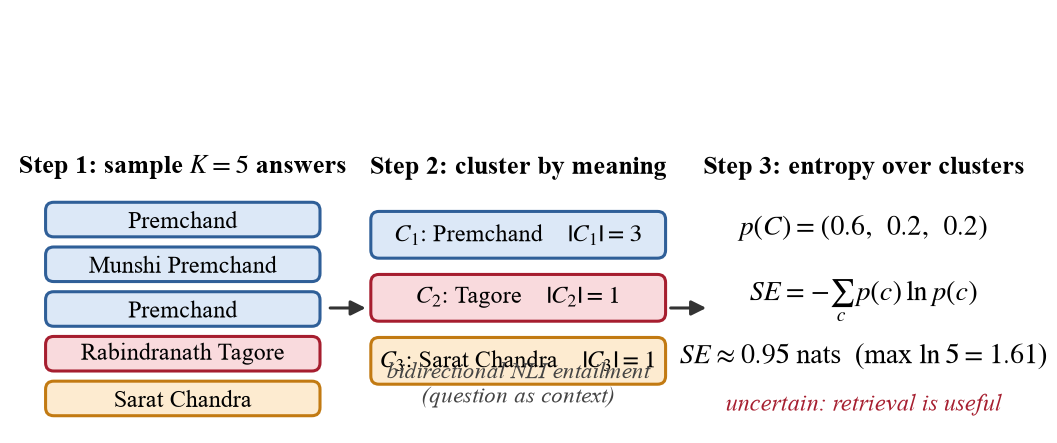 Step 1: sample K = 5 answers
Premchand
Munshi Premchand
Premchand
Rabindranath Tagore
Sarat Chandra
Step 2: cluster by meaning
C₁: Premchand |C₁| = 3
C₂: Tagore |C₂| = 1
C₃: Sarat Chandra |C₃| = 1
bidirectional NLI entailment
(question as context)
Step 3: entropy over clusters
p(C) = (0.6, 0.2, 0.2)
SE = −∑ p(c) ln p(c)
c
SE ≈ 0.95 nats (max ln 5 = 1.61)
uncertain: retrieval is useful